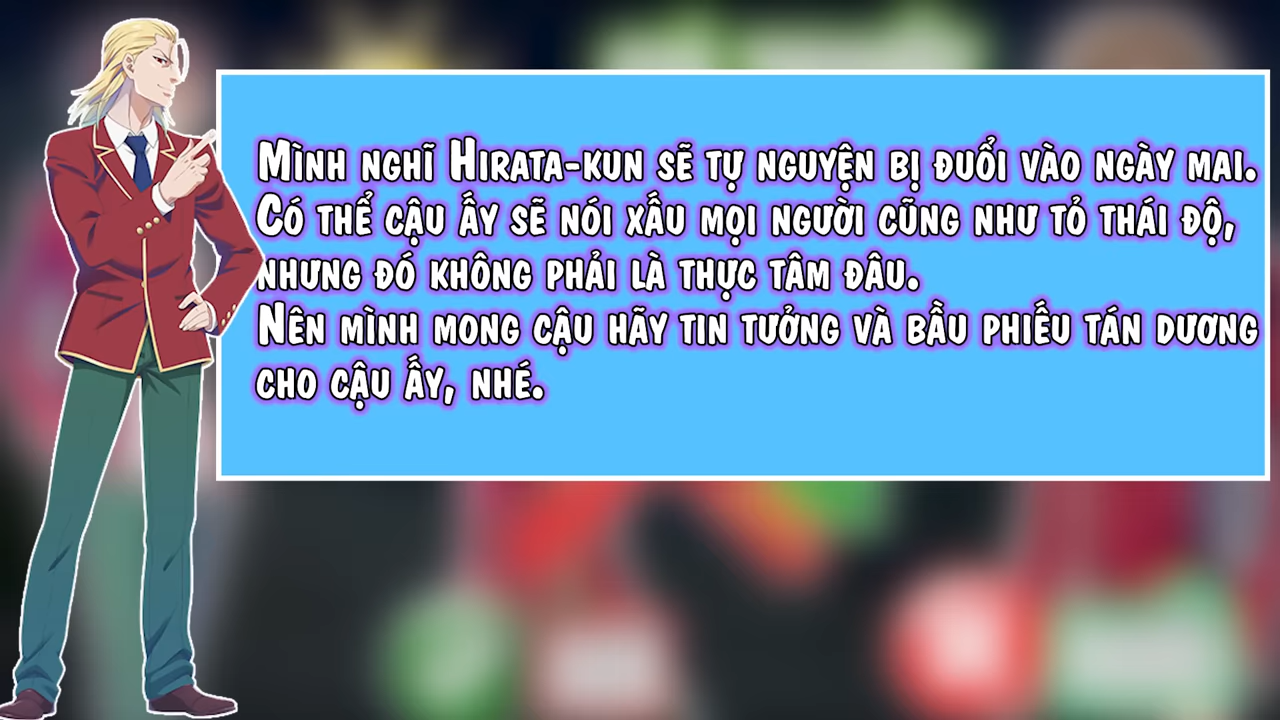 Mình nghĩ Hirata-kun sẽ tự nguyện bị đuổi vào ngày mai.
Có thể cậu ấy sẽ nói xấu mọi người cũng như tỏ thái độ,
nhưng đó không phải là thực tâm đâu.
Nên mình mong cậu hãy tin tưởng và bầu phiếu tán dương
cho cậu ấy, nhé.